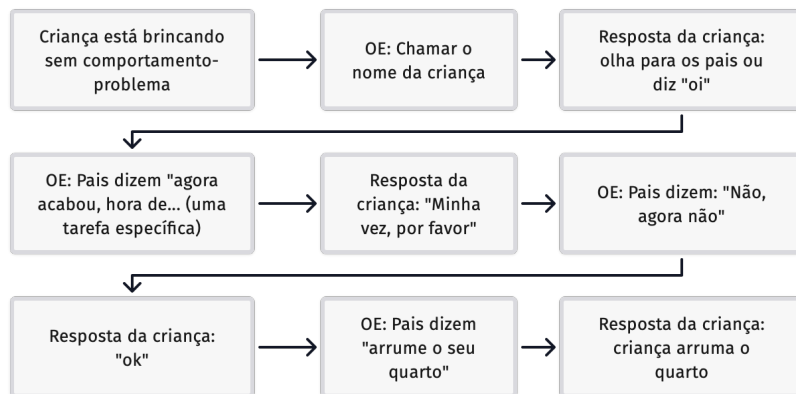 Criança está brincando
sem comportamento-
problema
OE: Chamar o
nome da criança
Resposta da criança:
olha para os pais ou
diz "oi"
OE: Pais dizem "agora
acabou, hora de... (uma
tarefa específica)
Resposta da
criança: "Minha
vez, por favor"
OE: Pais dizem: "Não,
agora não"
Resposta da criança:
"ok"
OE: Pais dizem
"arrume o seu
quarto"
Resposta da criança:
criança arruma o
quarto